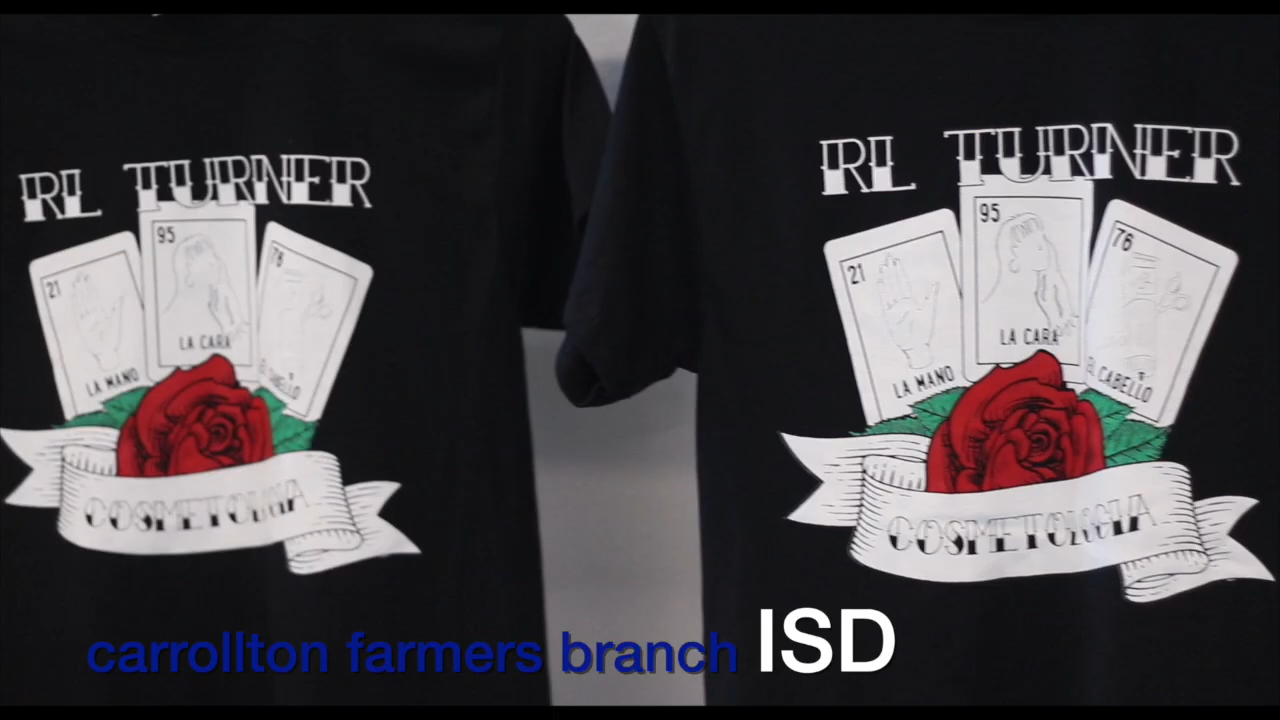 RL TURNER
21
LA MANO
95
LA CARA
76
EL CABELLO
COSMETOLOGIA
RL TURNER
21
LA MANO
95
LA CARA
76
EL CABELLO
COSMETOLOGIA
carrollton farmers branch ISD